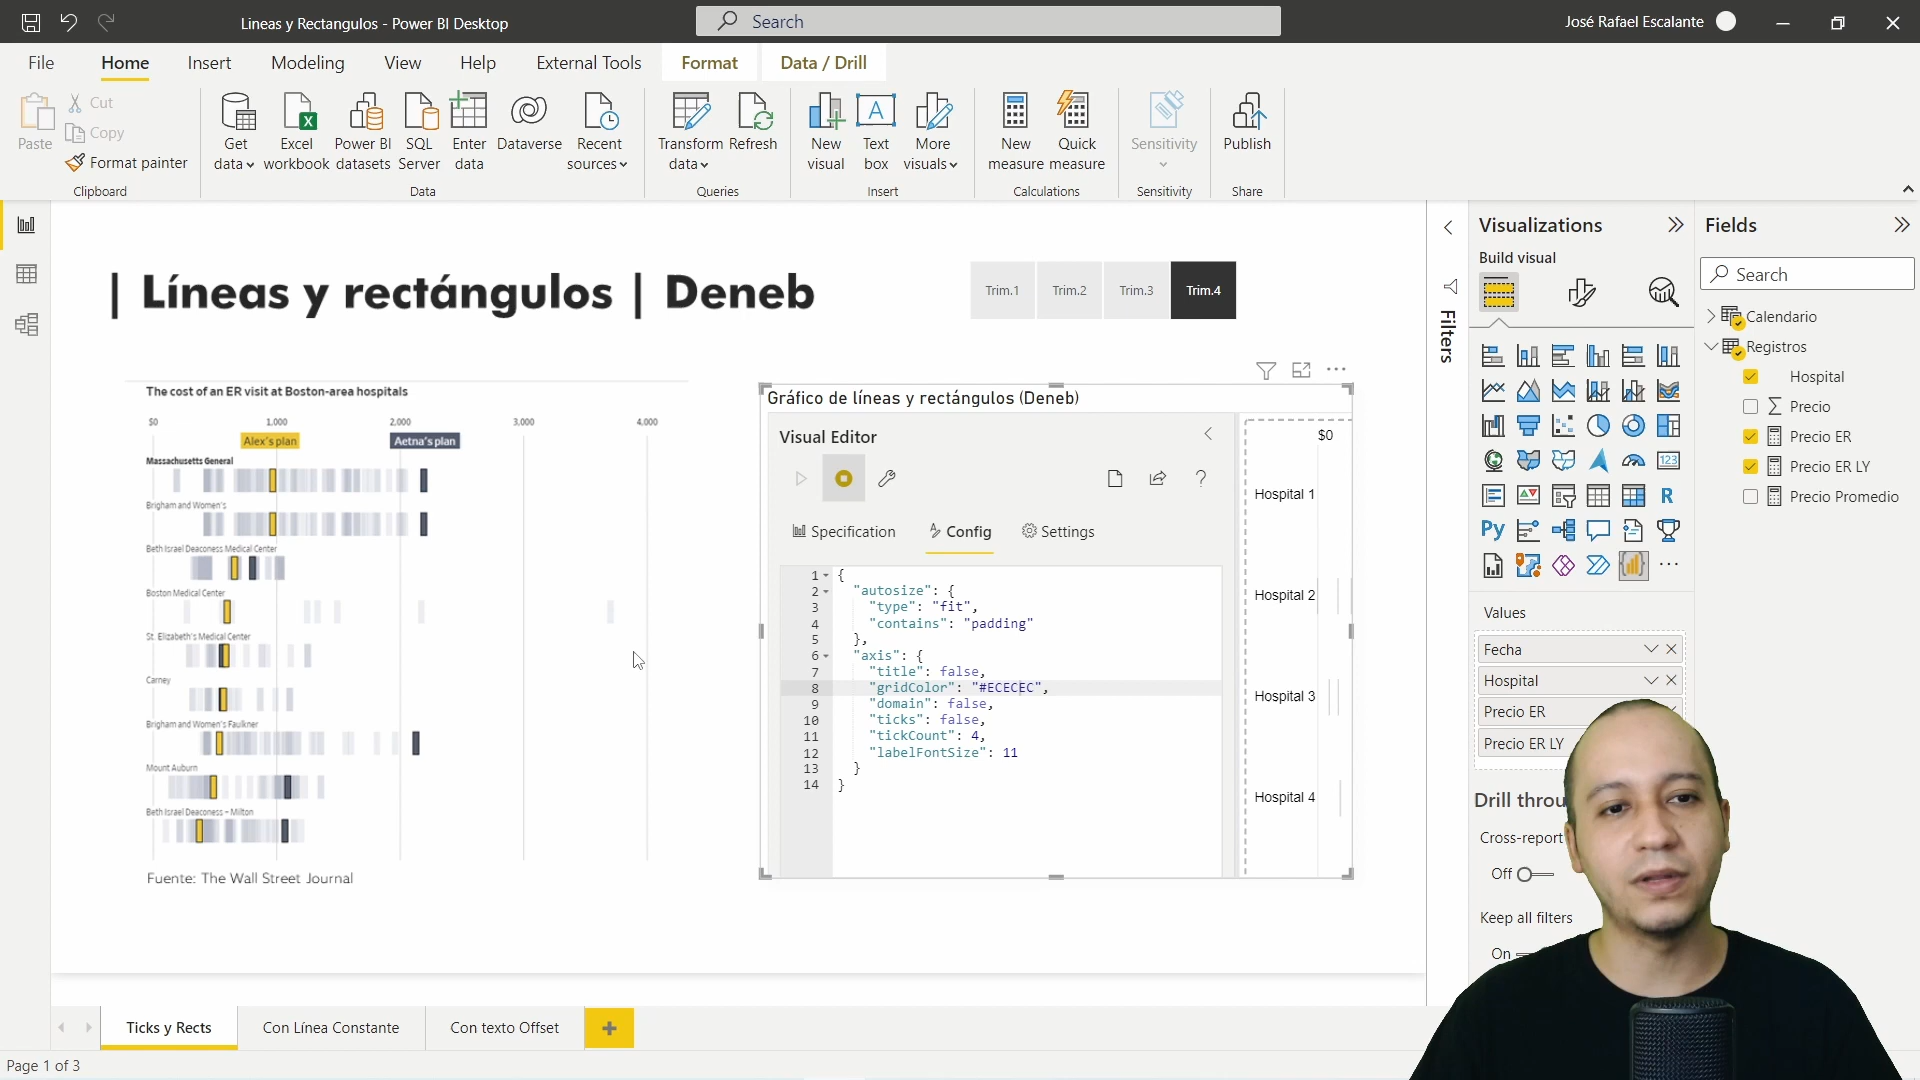 Lineas y Rectangulos - Power BI Desktop
Search
José Rafael Escalante
File
Home
Insert
Modeling
View
Help
External Tools
Format
Data / Drill
Paste
Cut
Copy
Format painter
Clipboard
Get data
Excel workbook
Power BI datasets
SQL Server
Enter data
Dataverse
Recent sources
Data
Transform data
Refresh
Queries
New visual
Text box
More visuals
Insert
New measure
Quick measure
Calculations
Sensitivity
Sensitivity
Publish
Share
| Líneas y rectángulos | Deneb
Trim.1
Trim.2
Trim.3
Trim.4
The cost of an ER visit at Boston-area hospitals
$0
1,000
2,000
3,000
4,000
Alex's plan
Aetna's plan
Massachusetts General
Brigham and Women's
Beth Israel Deaconess Medical Center
Boston Medical Center
St. Elizabeth's Medical Center
Carney
Brigham and Women's Faulkner
Mount Auburn
Beth Israel Deaconess – Milton
Fuente: The Wall Street Journal
Gráfico de líneas y rectángulos (Deneb)
Visual Editor
?
Specification
Config
Settings
1 {
2 "autosize": {
3 "type": "fit",
4 "contains": "padding"
5 },
6 "axis": {
7 "title": false,
8 "gridColor": "#ECECEC",
9 "domain": false,
10 "ticks": false,
11 "tickCount": 4,
12 "labelFontSize": 11
13 }
14 }
$0
Hospital 1
Hospital 2
Hospital 3
Hospital 4
Filters
Visualizations
Build visual
123
R
Py
Values
Fecha
Hospital
Precio ER
Precio ER LY
Drill throu
Cross-report
Off
Keep all filters
On
Fields
Search
Calendario
Registros
Hospital
Precio
Precio ER
Precio ER LY
Precio Promedio
Ticks y Rects
Con Línea Constante
Con texto Offset
Page 1 of 3